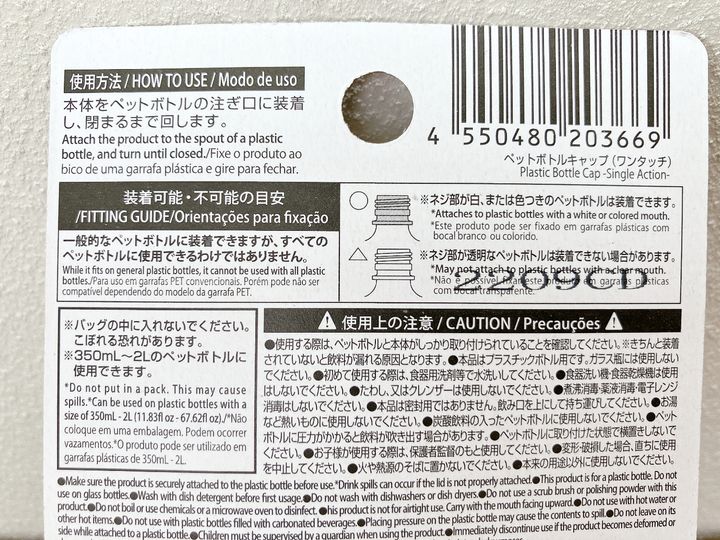 使用方法 / HOW TO USE / Modo de uso
本体をペットボトルの注ぎ口に装着
し、閉まるまで回します。
Attach the product to the spout of a plastic
bottle, and turn until closed./Fixe o produto ao
bico de uma garrafa plástica e gire para fechar.
4 550480 203669
ペットボトルキャップ（ワンタッチ）
Plastic Bottle Cap -Single Action-
装着可能・不可能の目安
/FITTING GUIDE/Orientações para fixação
一般的なペットボトルに装着できますが、すべての
ペットボトルに使用できるわけではありません。
While it fits on general plastic bottles, it cannot be used with all plastic
bottles./Para uso em garrafas PET convencionais. Porém pode não ser
compatível dependendo do modelo da garrafa PET.
※ネジ部が白、または色つきのペットボトルは装着できます。
*Attaches to plastic bottles with a white or colored mouth.
*Este produto pode ser fixado em garrafas plásticas com
bocal branco ou colorido.
※ネジ部が透明なペットボトルは装着できない場合があります。
*May not attach to plastic bottles with a clear mouth.
*Não é possível fixar este produto em garrafas plásticas
com bocal transparente.
2209CD
※バッグの中に入れないでください。
こぼれる恐れがあります。
※350mL～2Lのペットボトルに
使用できます。
*Do not put in a pack. This may cause
spills.*Can be used on plastic bottles with a
size of 350mL - 2L (11.83fl oz - 67.62fl oz)./*Não
coloque em uma embalagem. Podem ocorrer
vazamentos.*O produto pode ser utilizado em
garrafas plásticas de 350mL - 2L.
使用上の注意 / CAUTION / Precauções
●使用する際は、ペットボトルと本体がしっかり取り付けられていることを確認してください。※きちんと装着
されていないと飲料が漏れる原因となります。●本品はプラスチックボトル用です。ガラス瓶には使用しない
でください。●初めて使用する際は、食器用洗剤等で水洗いしてください。●食器洗い機・食器乾燥機は使用
はしないでください。●たわし、又はクレンザーは使用しないでください。●煮沸消毒・薬液消毒・電子レンジ
消毒はしないでください。●本品は密封用ではありません。飲み口を上にして持ち運びしてください。●お湯
など熱いものに使用しないでください。●炭酸飲料の入ったペットボトルに使用しないでください。●ペット
ボトルに圧力がかかると飲料が吹き出す場合があります。●ペットボトルに取り付けた状態で横置きしないで
ください。●お子様が使用する際は、保護者監督のもと使用してください。●変形・破損した場合、直ちに使用
を中止してください。●火や熱源のそばに置かないでください。●本来の用途以外に使用しないでください。
●Make sure the product is securely attached to the plastic bottle before use.*Drink spills can occur if the lid is not properly attached.●This product is for a plastic bottle. Do not
use on glass bottles.●Wash with dish detergent before first usage.●Do not wash with dishwashers or dish dryers.●Do not use a scrub brush or polishing powder with this
product.●Do not boil or use chemicals or a microwave oven to disinfect.●his product is not for airtight use. Carry with the mouth facing upward.●Do not use with hot water or
other hot items.●Do not use with plastic bottles filled with carbonated beverages.●Placing pressure on the plastic bottle may cause the contents to spill.●Do not leave on its
side while attached to a plastic bottle.●Children must be supervised by a guardian when using the product.●Immediately discontinue use if the product becomes deformed or